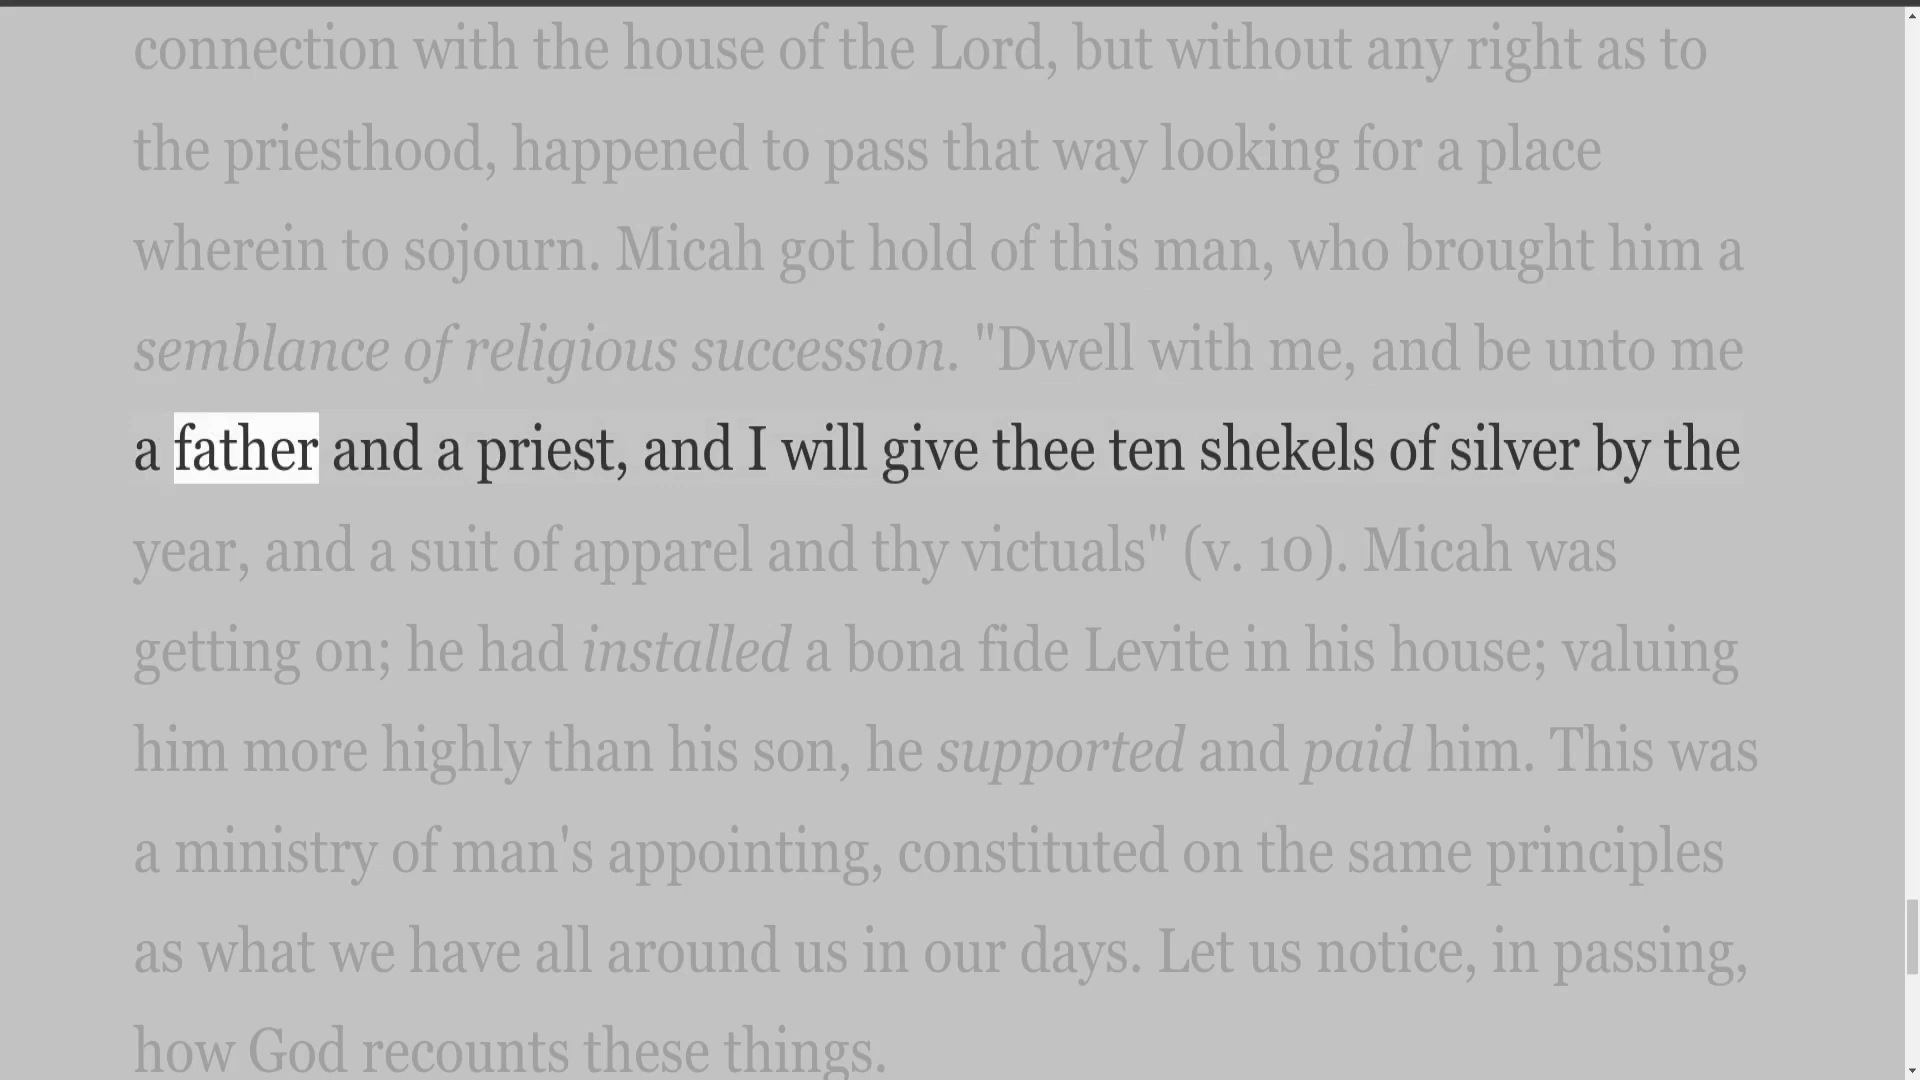 connection with the house of the Lord, but without any right as to
the priesthood, happened to pass that way looking for a place
wherein to sojourn. Micah got hold of this man, who brought him a
semblance of religious succession. "Dwell with me, and be unto me
a father and a priest, and I will give thee ten shekels of silver by the
year, and a suit of apparel and thy victuals" (v. 10). Micah was
getting on; he had installed a bona fide Levite in his house; valuing
him more highly than his son, he supported and paid him. This was
a ministry of man's appointing, constituted on the same principles
as what we have all around us in our days. Let us notice, in passing,
how God recounts these things.